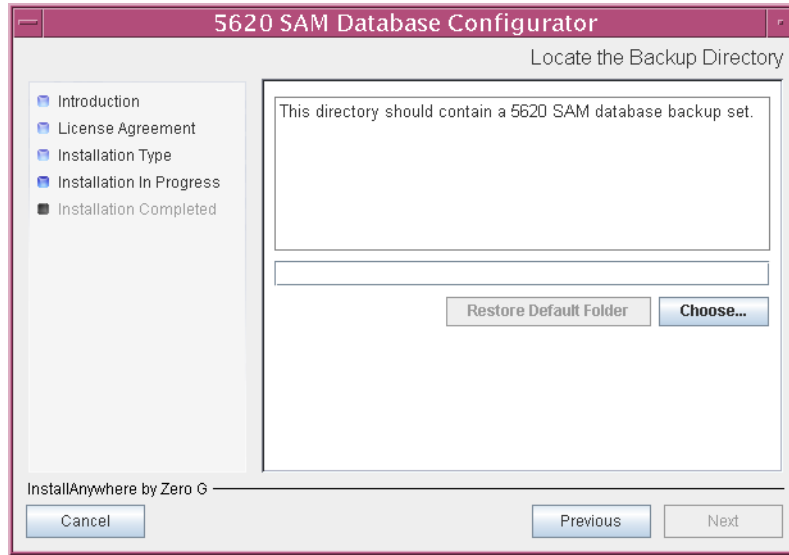 5620 SAM Database Configurator
Locate the Backup Directory
Introduction
License Agreement
Installation Type
Installation In Progress
Installation Completed
This directory should contain a 5620 SAM database backup set.
Restore Default Folder
Choose...
InstallAnywhere by Zero G
Cancel
Previous
Next